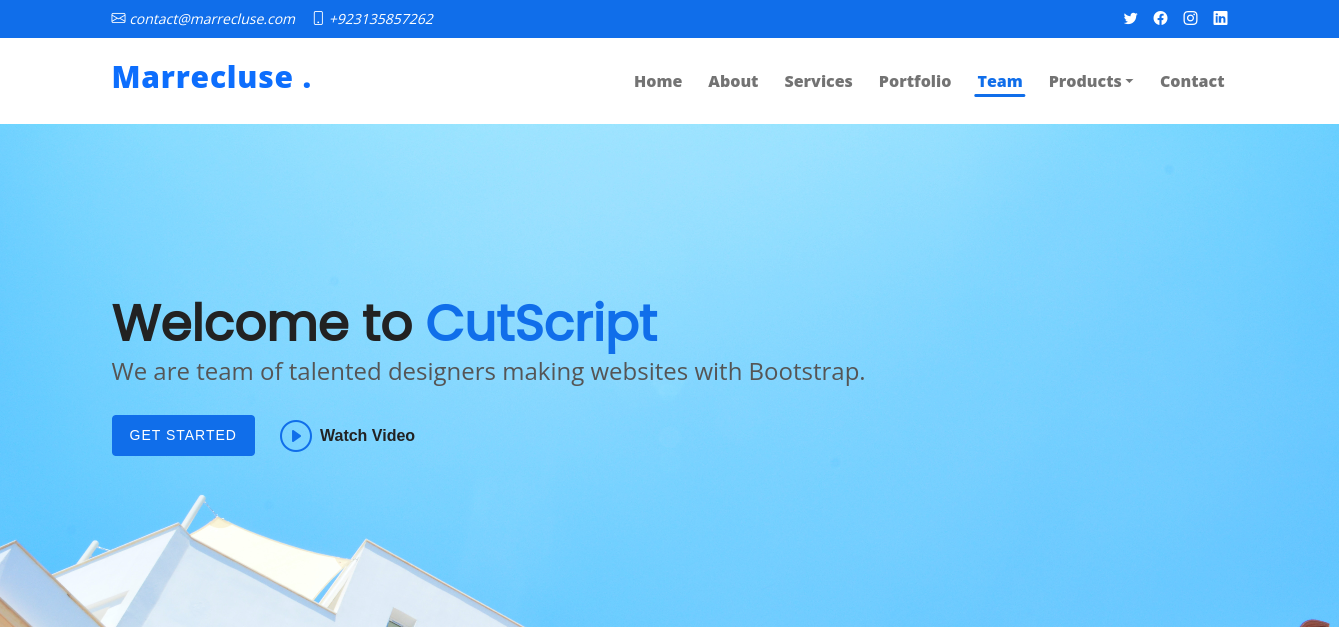 contact@marrecluse.com +923135857262
Marrecluse .
Home About Services Portfolio Team Products Contact
Welcome to CutScript
We are team of talented designers making websites with Bootstrap.
GET STARTED Watch Video